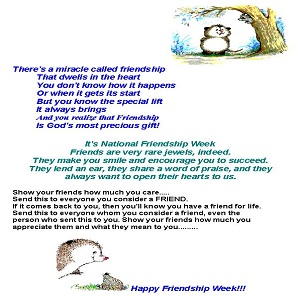 There's a miracle called friendship
That dwells in the heart
You don't know how it happens
Or when it gets its start
But you know the special lift
It always brings
And you realize that Friendship
Is God's most precious gift!
It's National Friendship Week
Friends are very rare jewels, indeed.
They make you smile and encourage you to succeed.
They lend an ear, they share a word of praise, and they
always want to open their hearts to us.
Show your friends how much you care.....
Send this to everyone you consider a FRIEND.
If it comes back to you, then you'll know you have a friend for life.
Send this to everyone whom you consider a friend, even the
person who sent this to you. Show your friends how much you
appreciate them and what they mean to you.........
Happy Friendship Week!!!